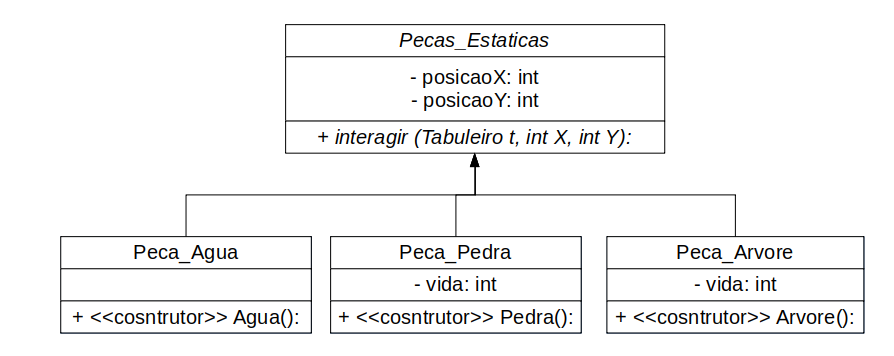 Pecas_Estaticas
- posicaoX: int
- posicaoY: int
+ interagir (Tabuleiro t, int X, int Y):
Peca_Agua
+ <<cosntrutor>> Agua():
Peca_Pedra
- vida: int
+ <<cosntrutor>> Pedra():
Peca_Arvore
- vida: int
+ <<cosntrutor>> Arvore():